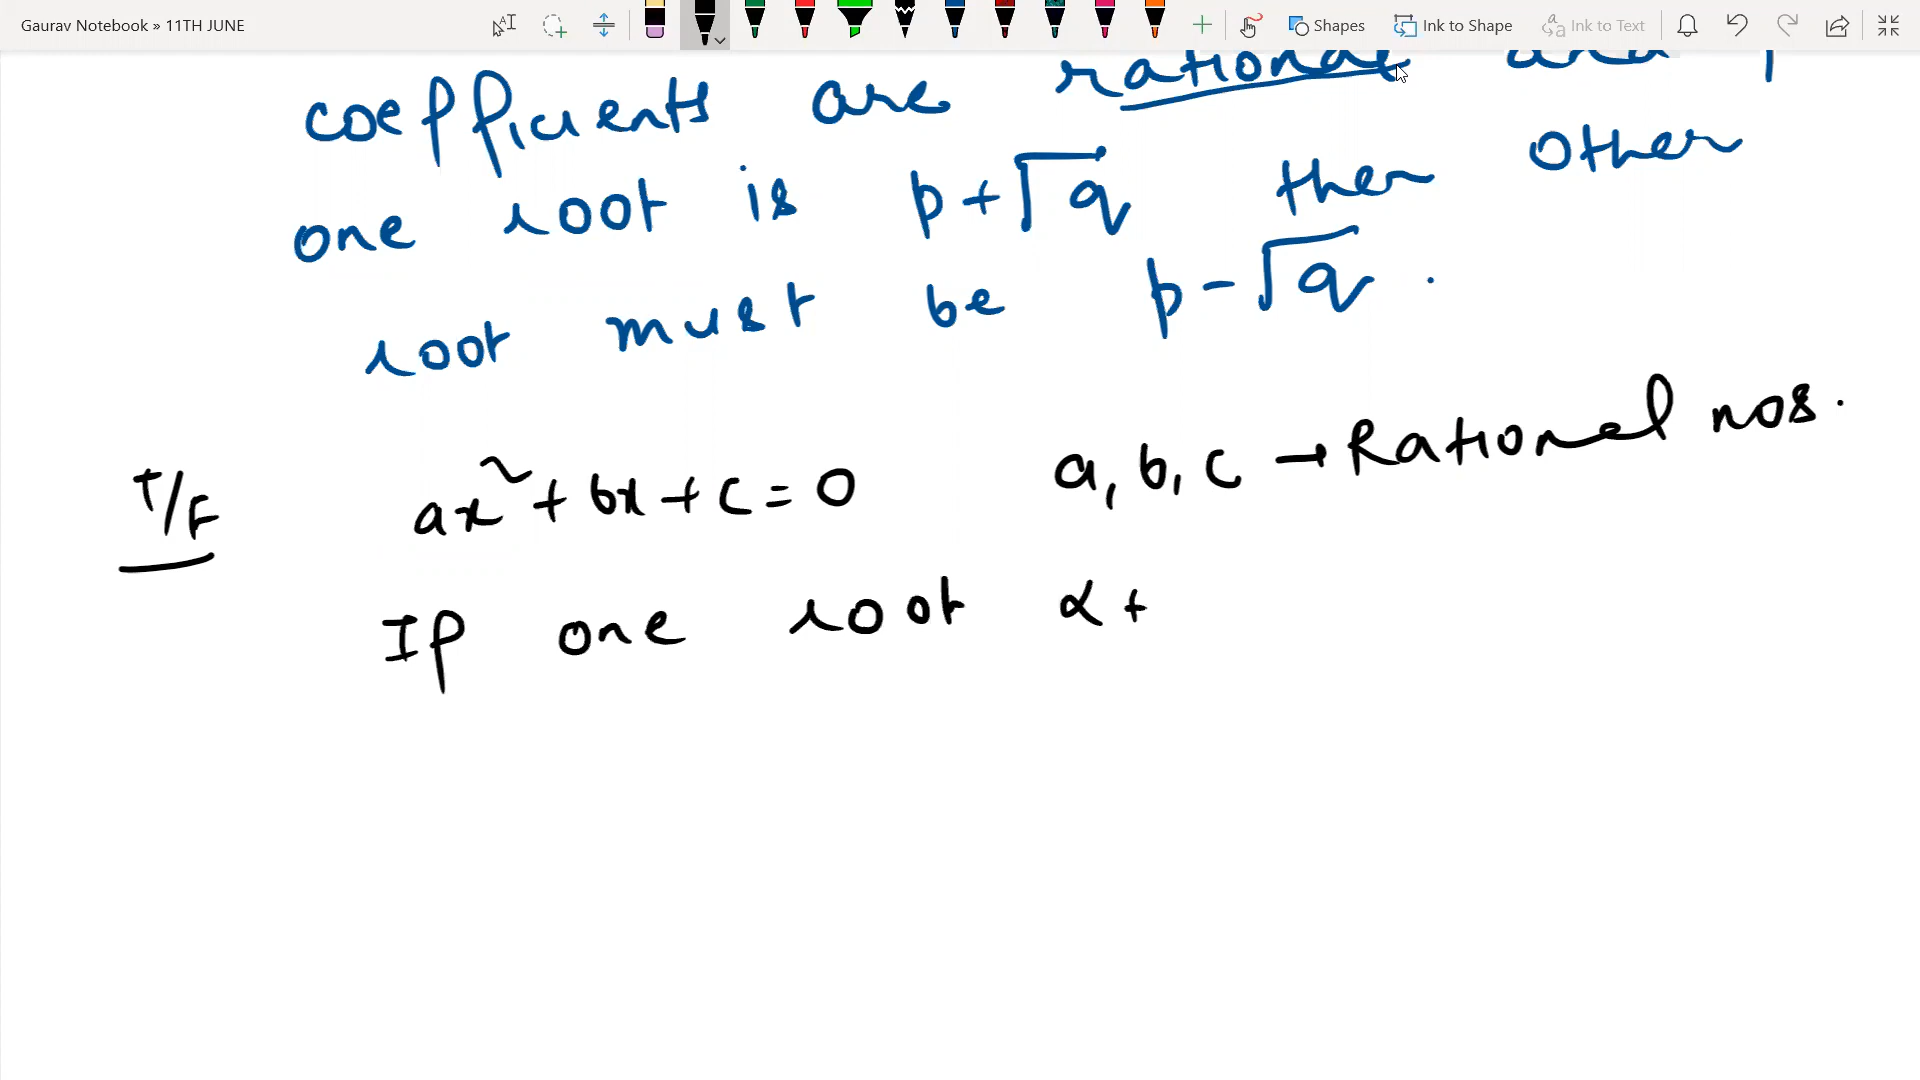 Gaurav Notebook » 11TH JUNE
Shapes
Ink to Shape
Ink to Text
coefficients are rational and
one root is p+√q then other
root must be p-√q .
T/F ax²+bx+c=0 a, b, c → Rational nos.
If one root α +